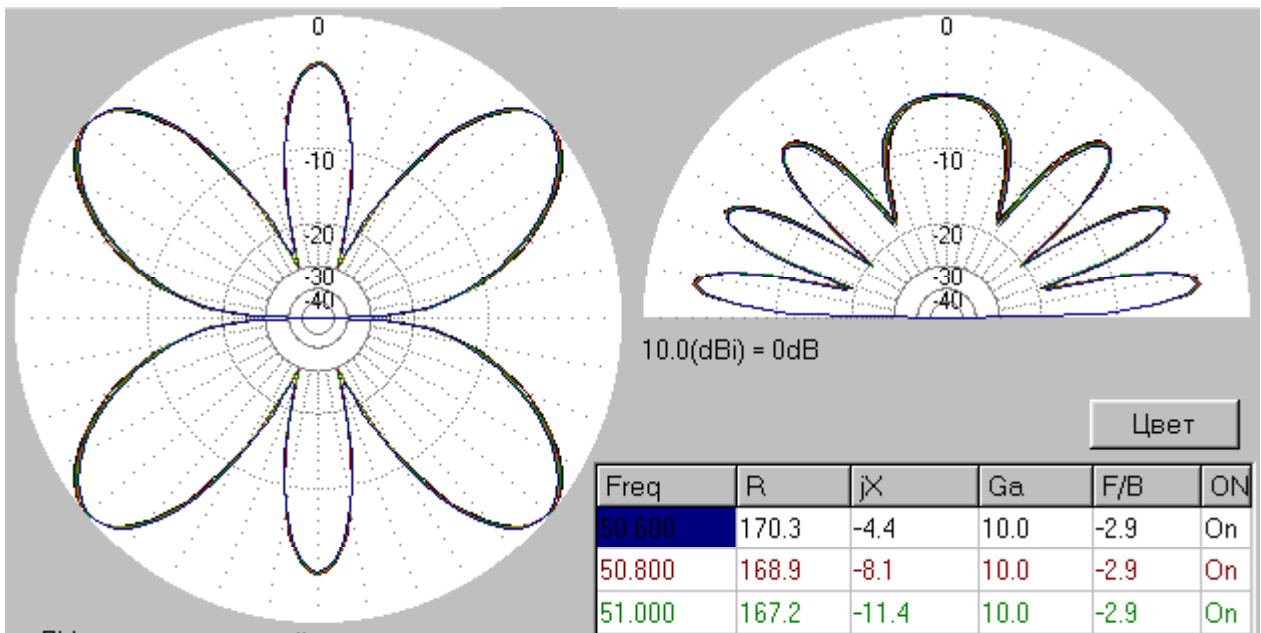 0
-10
-20
-30
-40
0
-10
-20
-30
-40
10.0(dBi) = 0dB
Цвет
Freq R jX Ga F/B ON
50.600 170.3 -4.4 10.0 -2.9 On
50.800 168.9 -8.1 10.0 -2.9 On
51.000 167.2 -11.4 10.0 -2.9 On